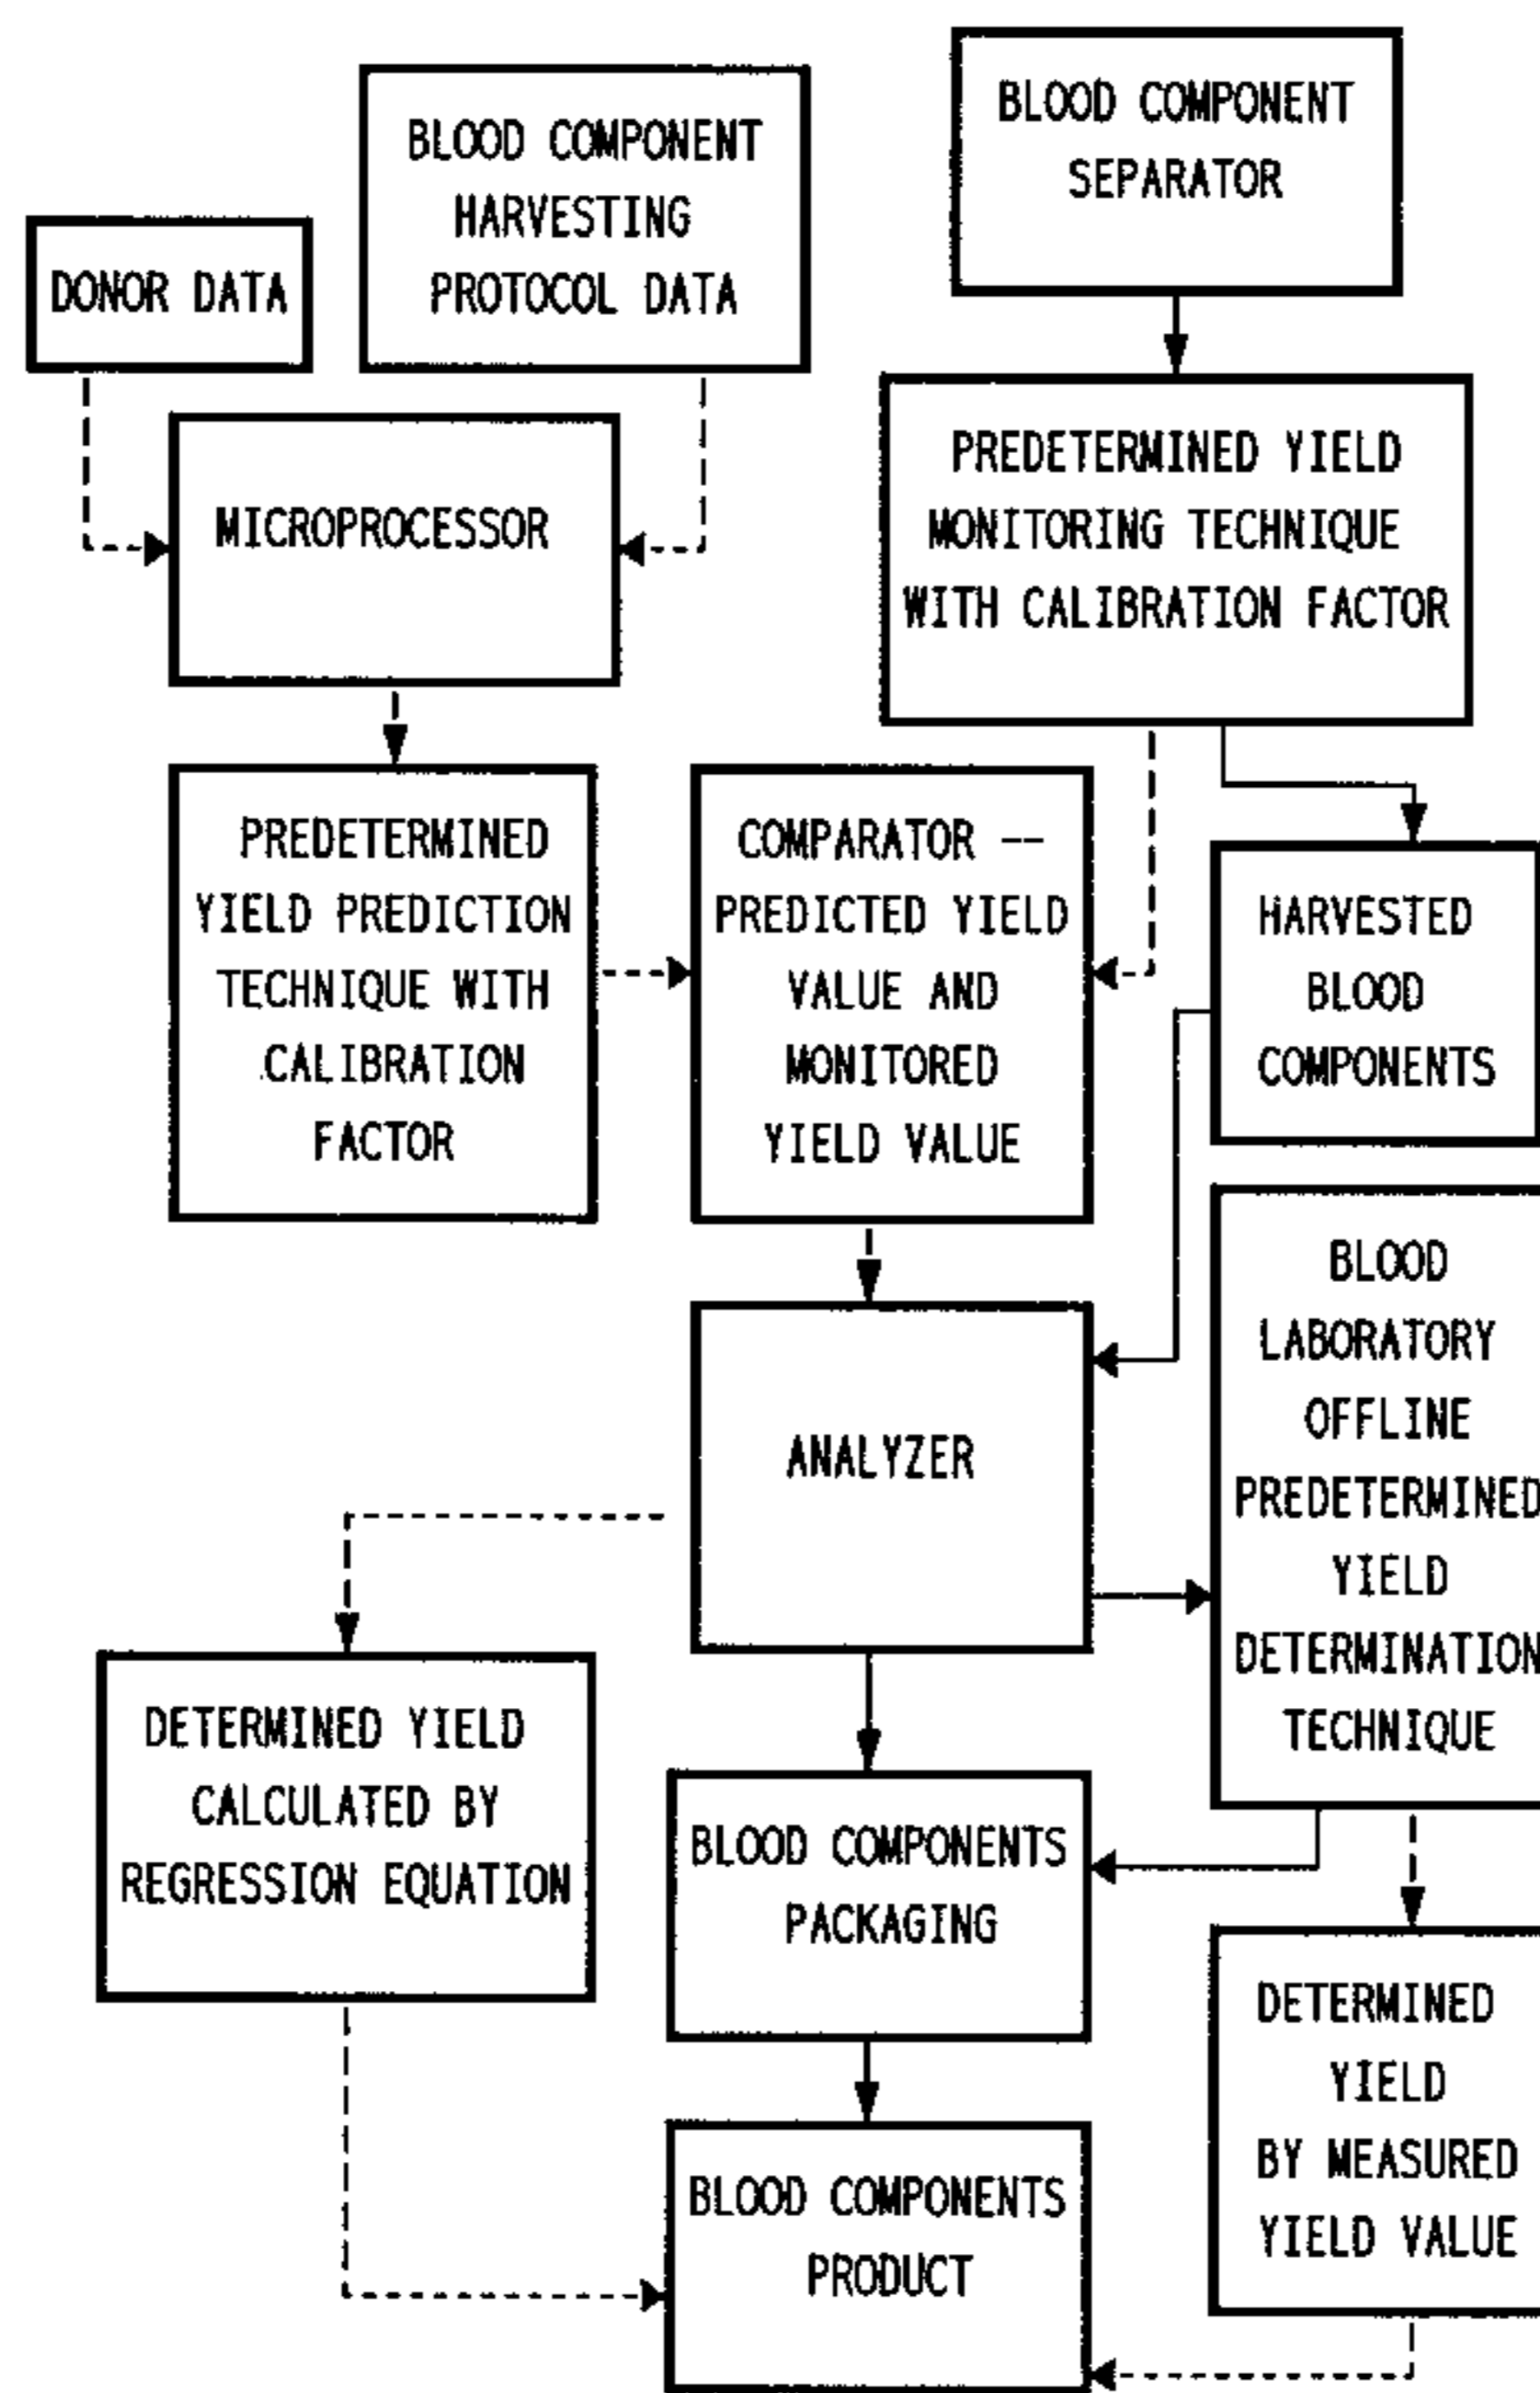 BLOOD COMPONENT
SEPARATOR
BLOOD COMPONENT
HARVESTING
PROTOCOL DATA
DONOR DATA
MICROPROCESSOR
PREDETERMINED YIELD
MONITORING TECHNIQUE
WITH CALIBRATION FACTOR
PREDETERMINED
YIELD PREDICTION
TECHNIQUE WITH
CALIBRATION
FACTOR
COMPARATOR --
PREDICTED YIELD
VALUE AND
MONITORED
YIELD VALUE
HARVESTED
BLOOD
COMPONENTS
BLOOD
LABORATORY
OFFLINE
PREDETERMINED
YIELD
DETERMINATION
TECHNIQUE
ANALYZER
DETERMINED YIELD
CALCULATED BY
REGRESSION EQUATION
BLOOD COMPONENTS
PACKAGING
DETERMINED
YIELD
BY MEASURED
YIELD VALUE
BLOOD COMPONENTS
PRODUCT